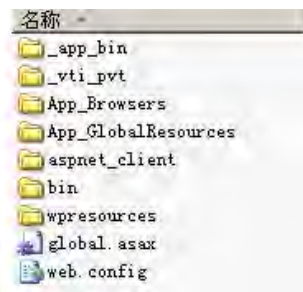 名称
_app_bin
_vti_pvt
App_Browsers
App_GlobalResources
aspnet_client
bin
wpresources
global.asax
web.config